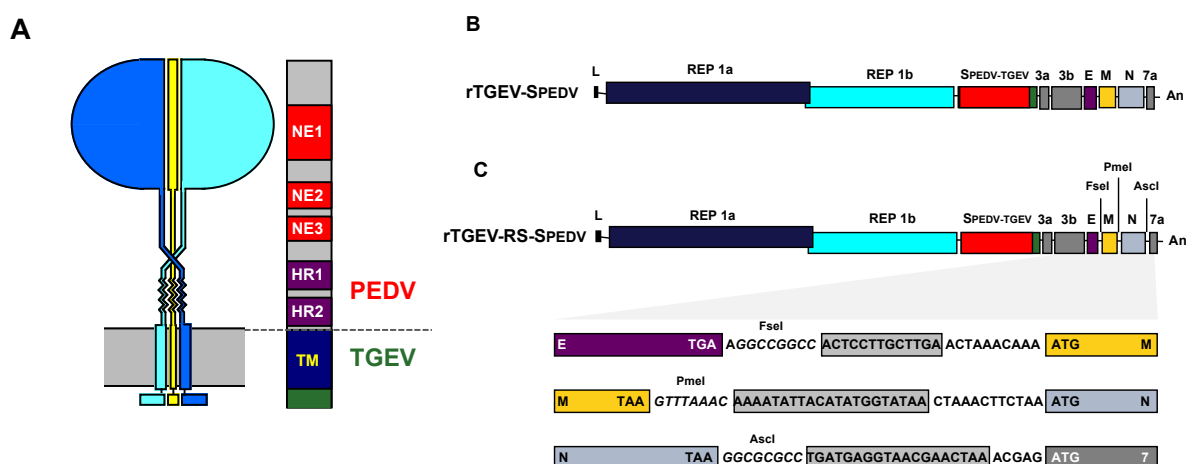 A
NE1
NE2
NE3
HR1
HR2
TM
PEDV
TGEV
B
L REP 1a REP 1b SPEDV-TGEV 3a 3b E M N 7a
rTGEV-SPEDV An
C
PmeI
FseI AscI
L REP 1a REP 1b SPEDV-TGEV 3a 3b E M N 7a
rTGEV-RS-SPEDV An
FseI
E TGA AGGCCGGCC ACTCCTTGCTTGA ACTAAACAAA ATG M
PmeI
M TAA GTTTAAAC AAAATATTACATATGGTATAA CTAAACTTCTAA ATG N
AscI
N TAA GGCGCGCC TGATGAGGTAACGAACTAA ACGAG ATG 7